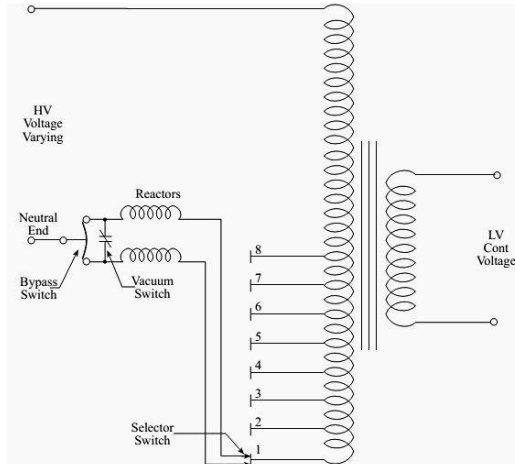 HV
Voltage
Varying
Reactors
Neutral
End
Bypass
Switch
Vacuum
Switch
LV
Cont
Voltage
8
7
6
5
4
3
2
1
Selector
Switch